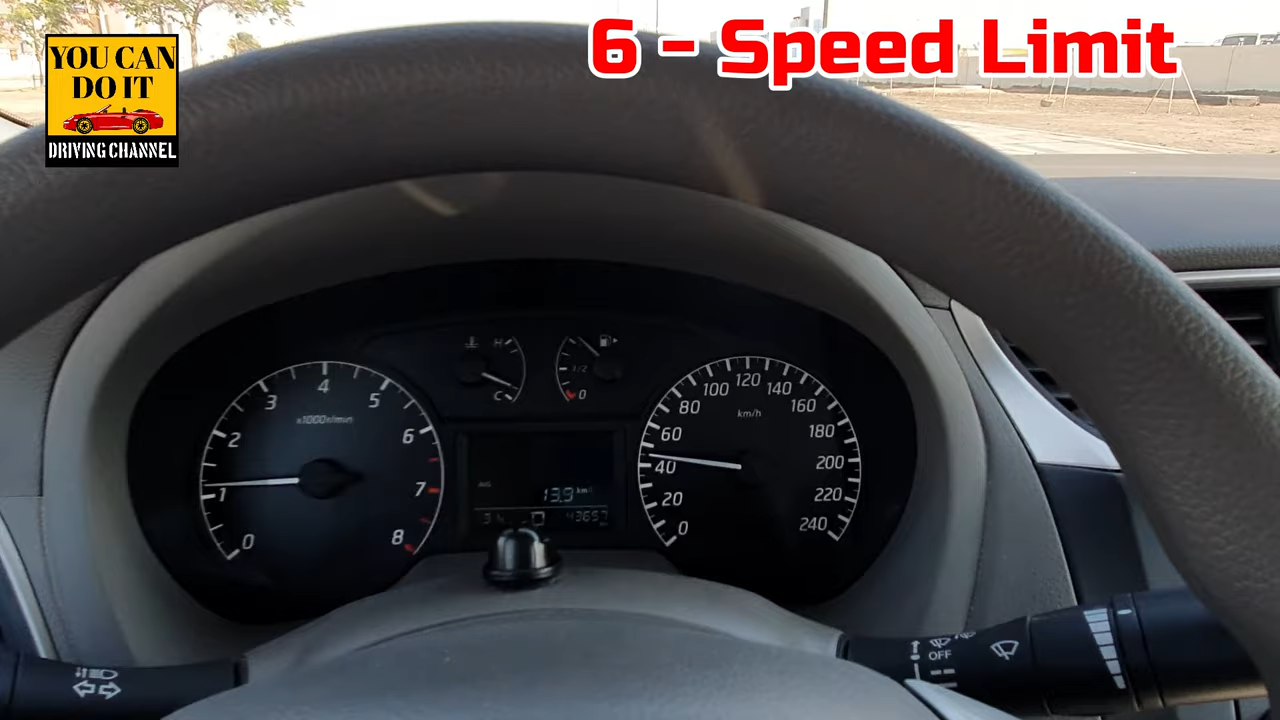 6 - Speed Limit
YOU CAN
DO IT
DRIVING CHANNEL
H
C
1/2
0
0
1
2
3
4
5
6
7
8
x1000r/min
0
20
40
60
80
100
120
140
160
180
200
220
240
km/h
AVG
13.9
43657
OFF